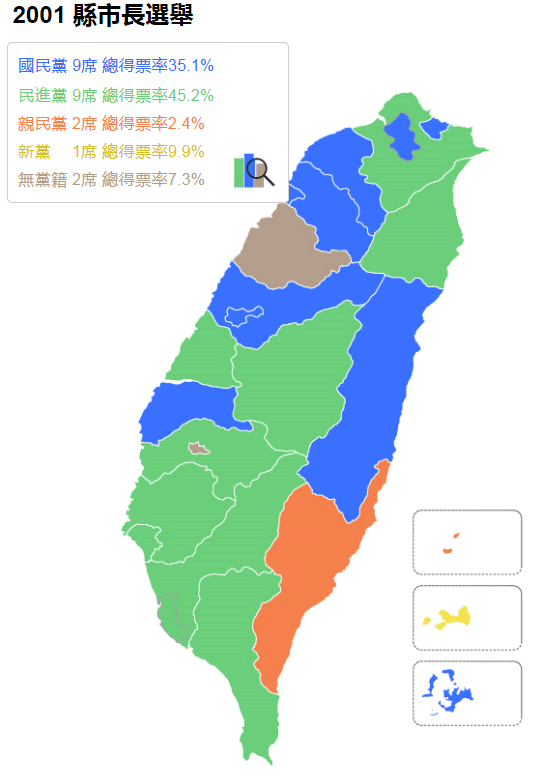 2001 縣市長選舉
國民黨 9席 總得票率35.1%
民進黨 9席 總得票率45.2%
親民黨 2席 總得票率2.4%
新黨 1席 總得票率9.9%
無黨籍 2席 總得票率7.3%